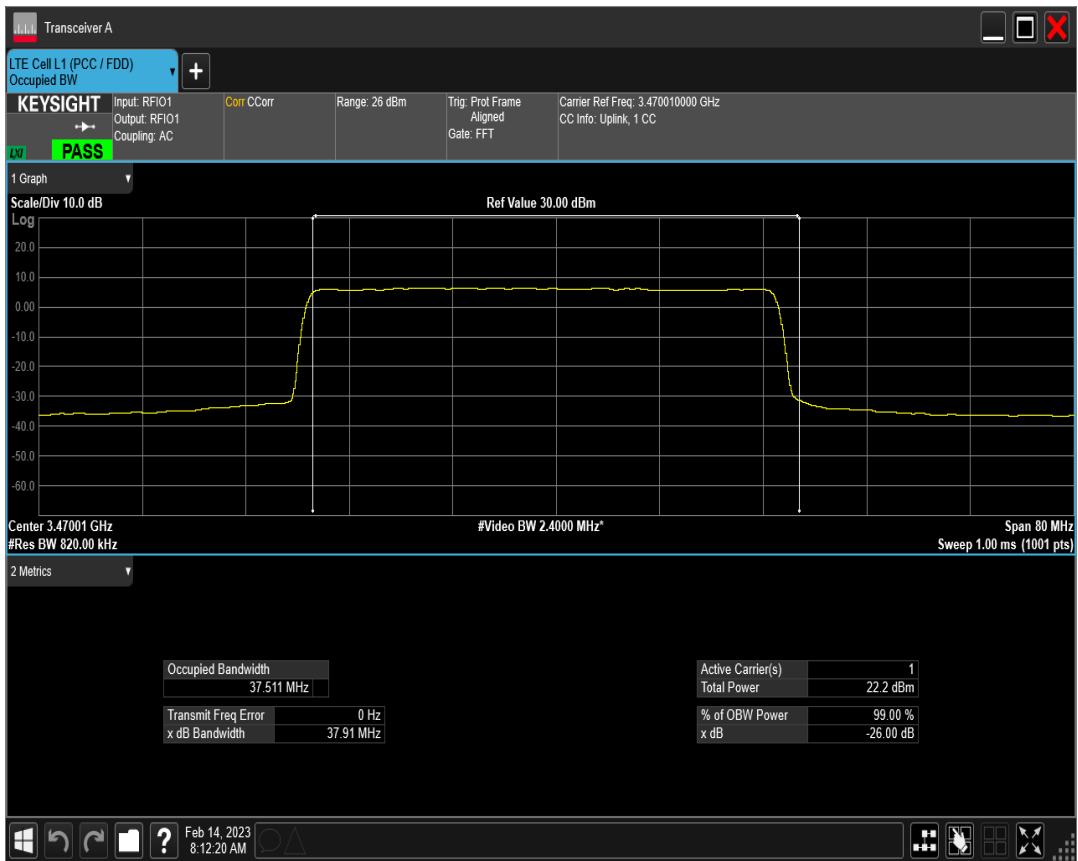 Transceiver A
LTE Cell L1 (PCC / FDD)
Occupied BW
+
KEYSIGHT
LXI
PASS
Input: RFIO1
Output: RFIO1
Coupling: AC
Corr CCorr
Range: 26 dBm
Trig: Prot Frame
Aligned
Gate: FFT
Carrier Ref Freq: 3.470010000 GHz
CC Info: Uplink, 1 CC
1 Graph
Scale/Div 10.0 dB
Ref Value 30.00 dBm
Log
20.0
10.0
0.00
-10.0
-20.0
-30.0
-40.0
-50.0
-60.0
Center 3.47001 GHz
#Video BW 2.4000 MHz*
Span 80 MHz
#Res BW 820.00 kHz
Sweep 1.00 ms (1001 pts)
2 Metrics
Occupied Bandwidth
37.511 MHz
Transmit Freq Error 0 Hz
x dB Bandwidth 37.91 MHz
Active Carrier(s) 1
Total Power 22.2 dBm
% of OBW Power 99.00 %
x dB -26.00 dB
?
Feb 14, 2023
8:12:20 AM